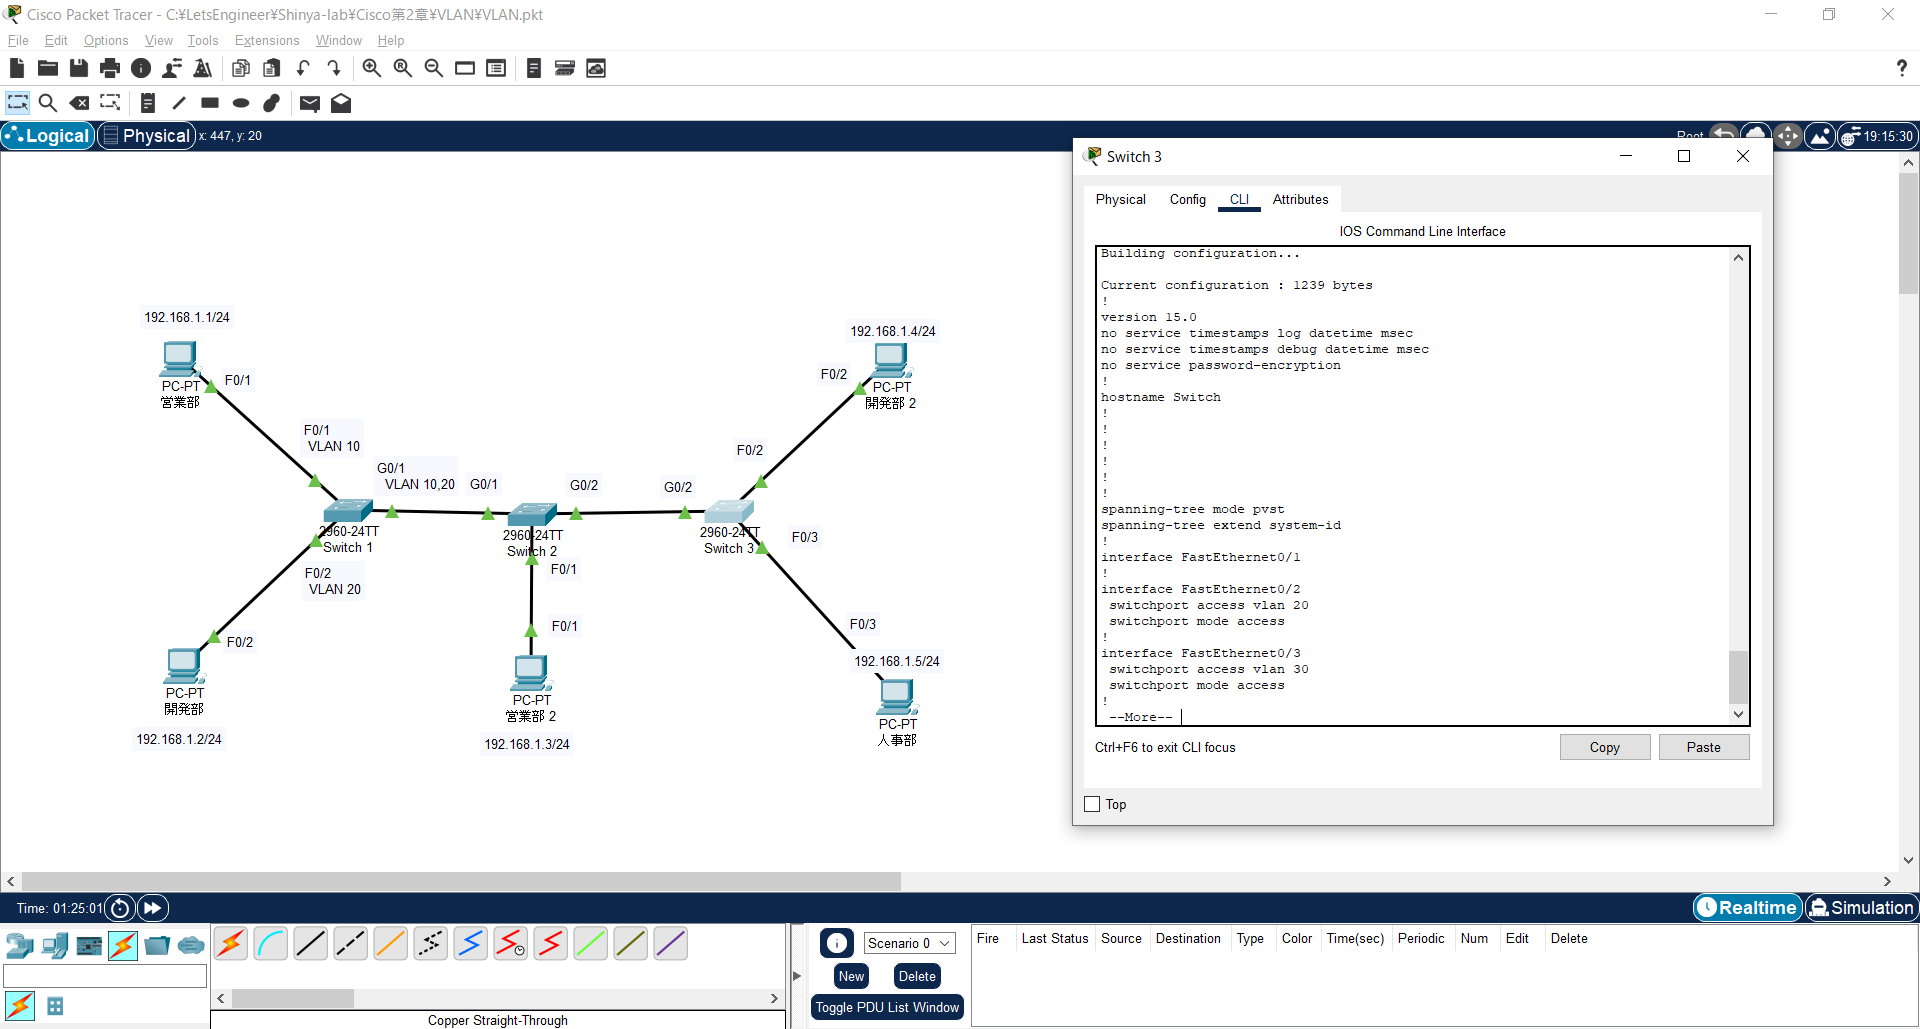 Cisco Packet Tracer - C:¥LetsEngineer¥Shinya-lab¥Cisco第2章¥VLAN¥VLAN.pkt
File Edit Options View Tools Extensions Window Help
Logical Physical x: 447, y: 20
Root 19:15:30
192.168.1.1/24
PC-PT
営業部
F0/1
F0/1
VLAN 10
G0/1
VLAN 10,20
G0/1
G0/2
G0/2
F0/2
F0/2
192.168.1.4/24
PC-PT
開発部 2
2960-24TT
Switch 1
2960-24TT
Switch 2
2960-24TT
Switch 3
F0/3
F0/2
VLAN 20
F0/1
F0/1
F0/3
F0/2
PC-PT
開発部
192.168.1.2/24
PC-PT
営業部 2
192.168.1.3/24
192.168.1.5/24
PC-PT
人事部
Switch 3
Physical Config CLI Attributes
IOS Command Line Interface
Building configuration...
Current configuration : 1239 bytes
!
version 15.0
no service timestamps log datetime msec
no service timestamps debug datetime msec
no service password-encryption
!
hostname Switch
!
!
!
!
!
!
spanning-tree mode pvst
spanning-tree extend system-id
!
interface FastEthernet0/1
!
interface FastEthernet0/2
switchport access vlan 20
switchport mode access
!
interface FastEthernet0/3
switchport access vlan 30
switchport mode access
!
--More--
Ctrl+F6 to exit CLI focus
Copy Paste
Top
Time: 01:25:01
Realtime Simulation
Scenario 0
New Delete
Toggle PDU List Window
Fire Last Status Source Destination Type Color Time(sec) Periodic Num Edit Delete
Copper Straight-Through